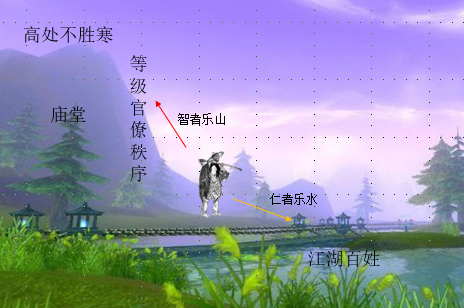 高处不胜寒
等级官僚秩序
庙堂
智者乐山
仁者乐水
江湖百姓